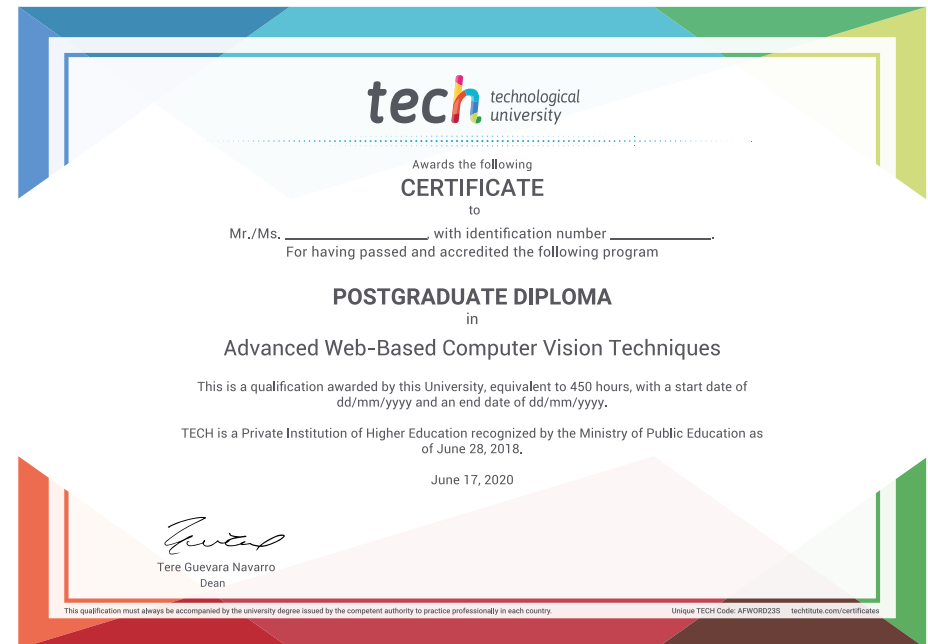 tech technological
university
Awards the following
CERTIFICATE
to
Mr./Ms. ____________________, with identification number ______________.
For having passed and accredited the following program
POSTGRADUATE DIPLOMA
in
Advanced Web-Based Computer Vision Techniques
This is a qualification awarded by this University, equivalent to 450 hours, with a start date of
dd/mm/yyyy and an end date of dd/mm/yyyy.
TECH is a Private Institution of Higher Education recognized by the Ministry of Public Education as
of June 28, 2018.
June 17, 2020
Tere Guevara Navarro
Dean
This qualification must always be accompanied by the university degree issued by the competent authority to practice professionally in each country. Unique TECH Code: AFWORD23S techtitute.com/certificates